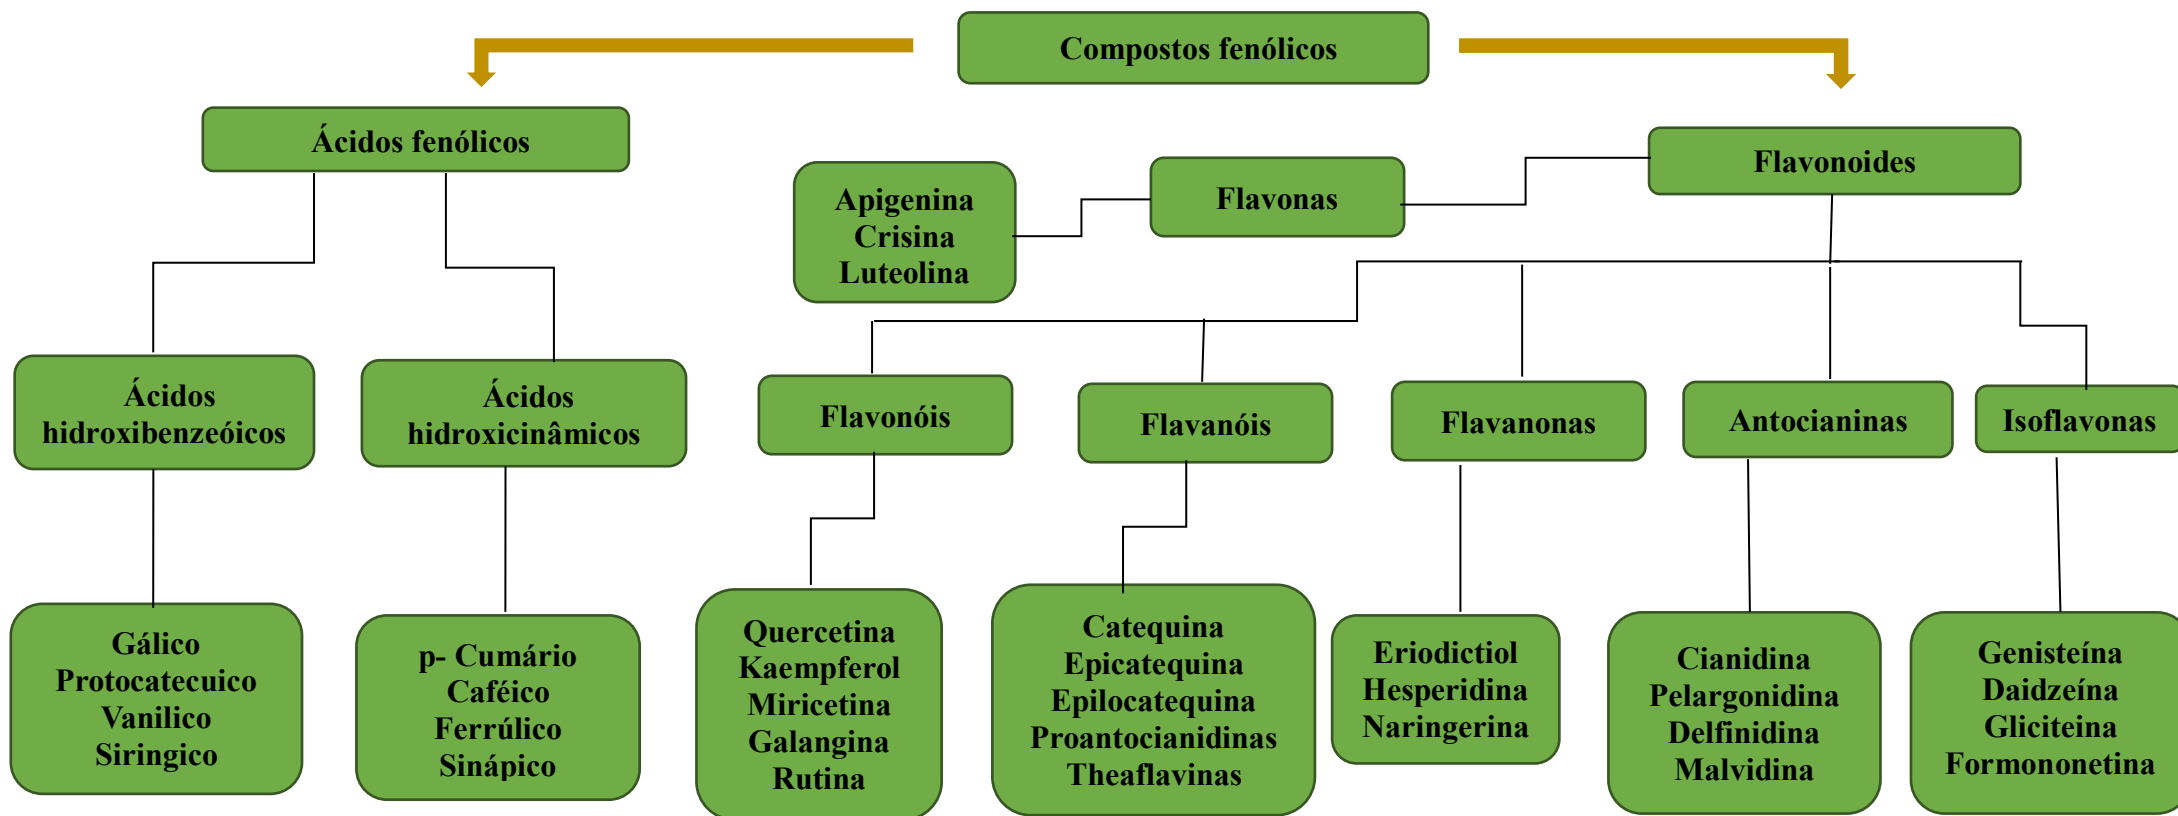 Compostos fenólicos
Ácidos fenólicos
Flavonoides
Flavonas
Apigenina
Crisina
Luteolina
Ácidos
hidroxibenzeóicos
Ácidos
hidroxicinâmicos
Flavonóis
Flavanóis
Flavanonas
Antocianinas
Isoflavonas
Gálico
Protocatecuico
Vanilico
Siringico
p- Cumário
Caféico
Ferrúlico
Sinápico
Quercetina
Kaempferol
Miricetina
Galangina
Rutina
Catequina
Epicatequina
Epilocatequina
Proantocianidinas
Theaflavinas
Eriodictiol
Hesperidina
Naringerina
Cianidina
Pelargonidina
Delfinidina
Malvidina
Genisteína
Daidzeína
Gliciteina
Formononetina